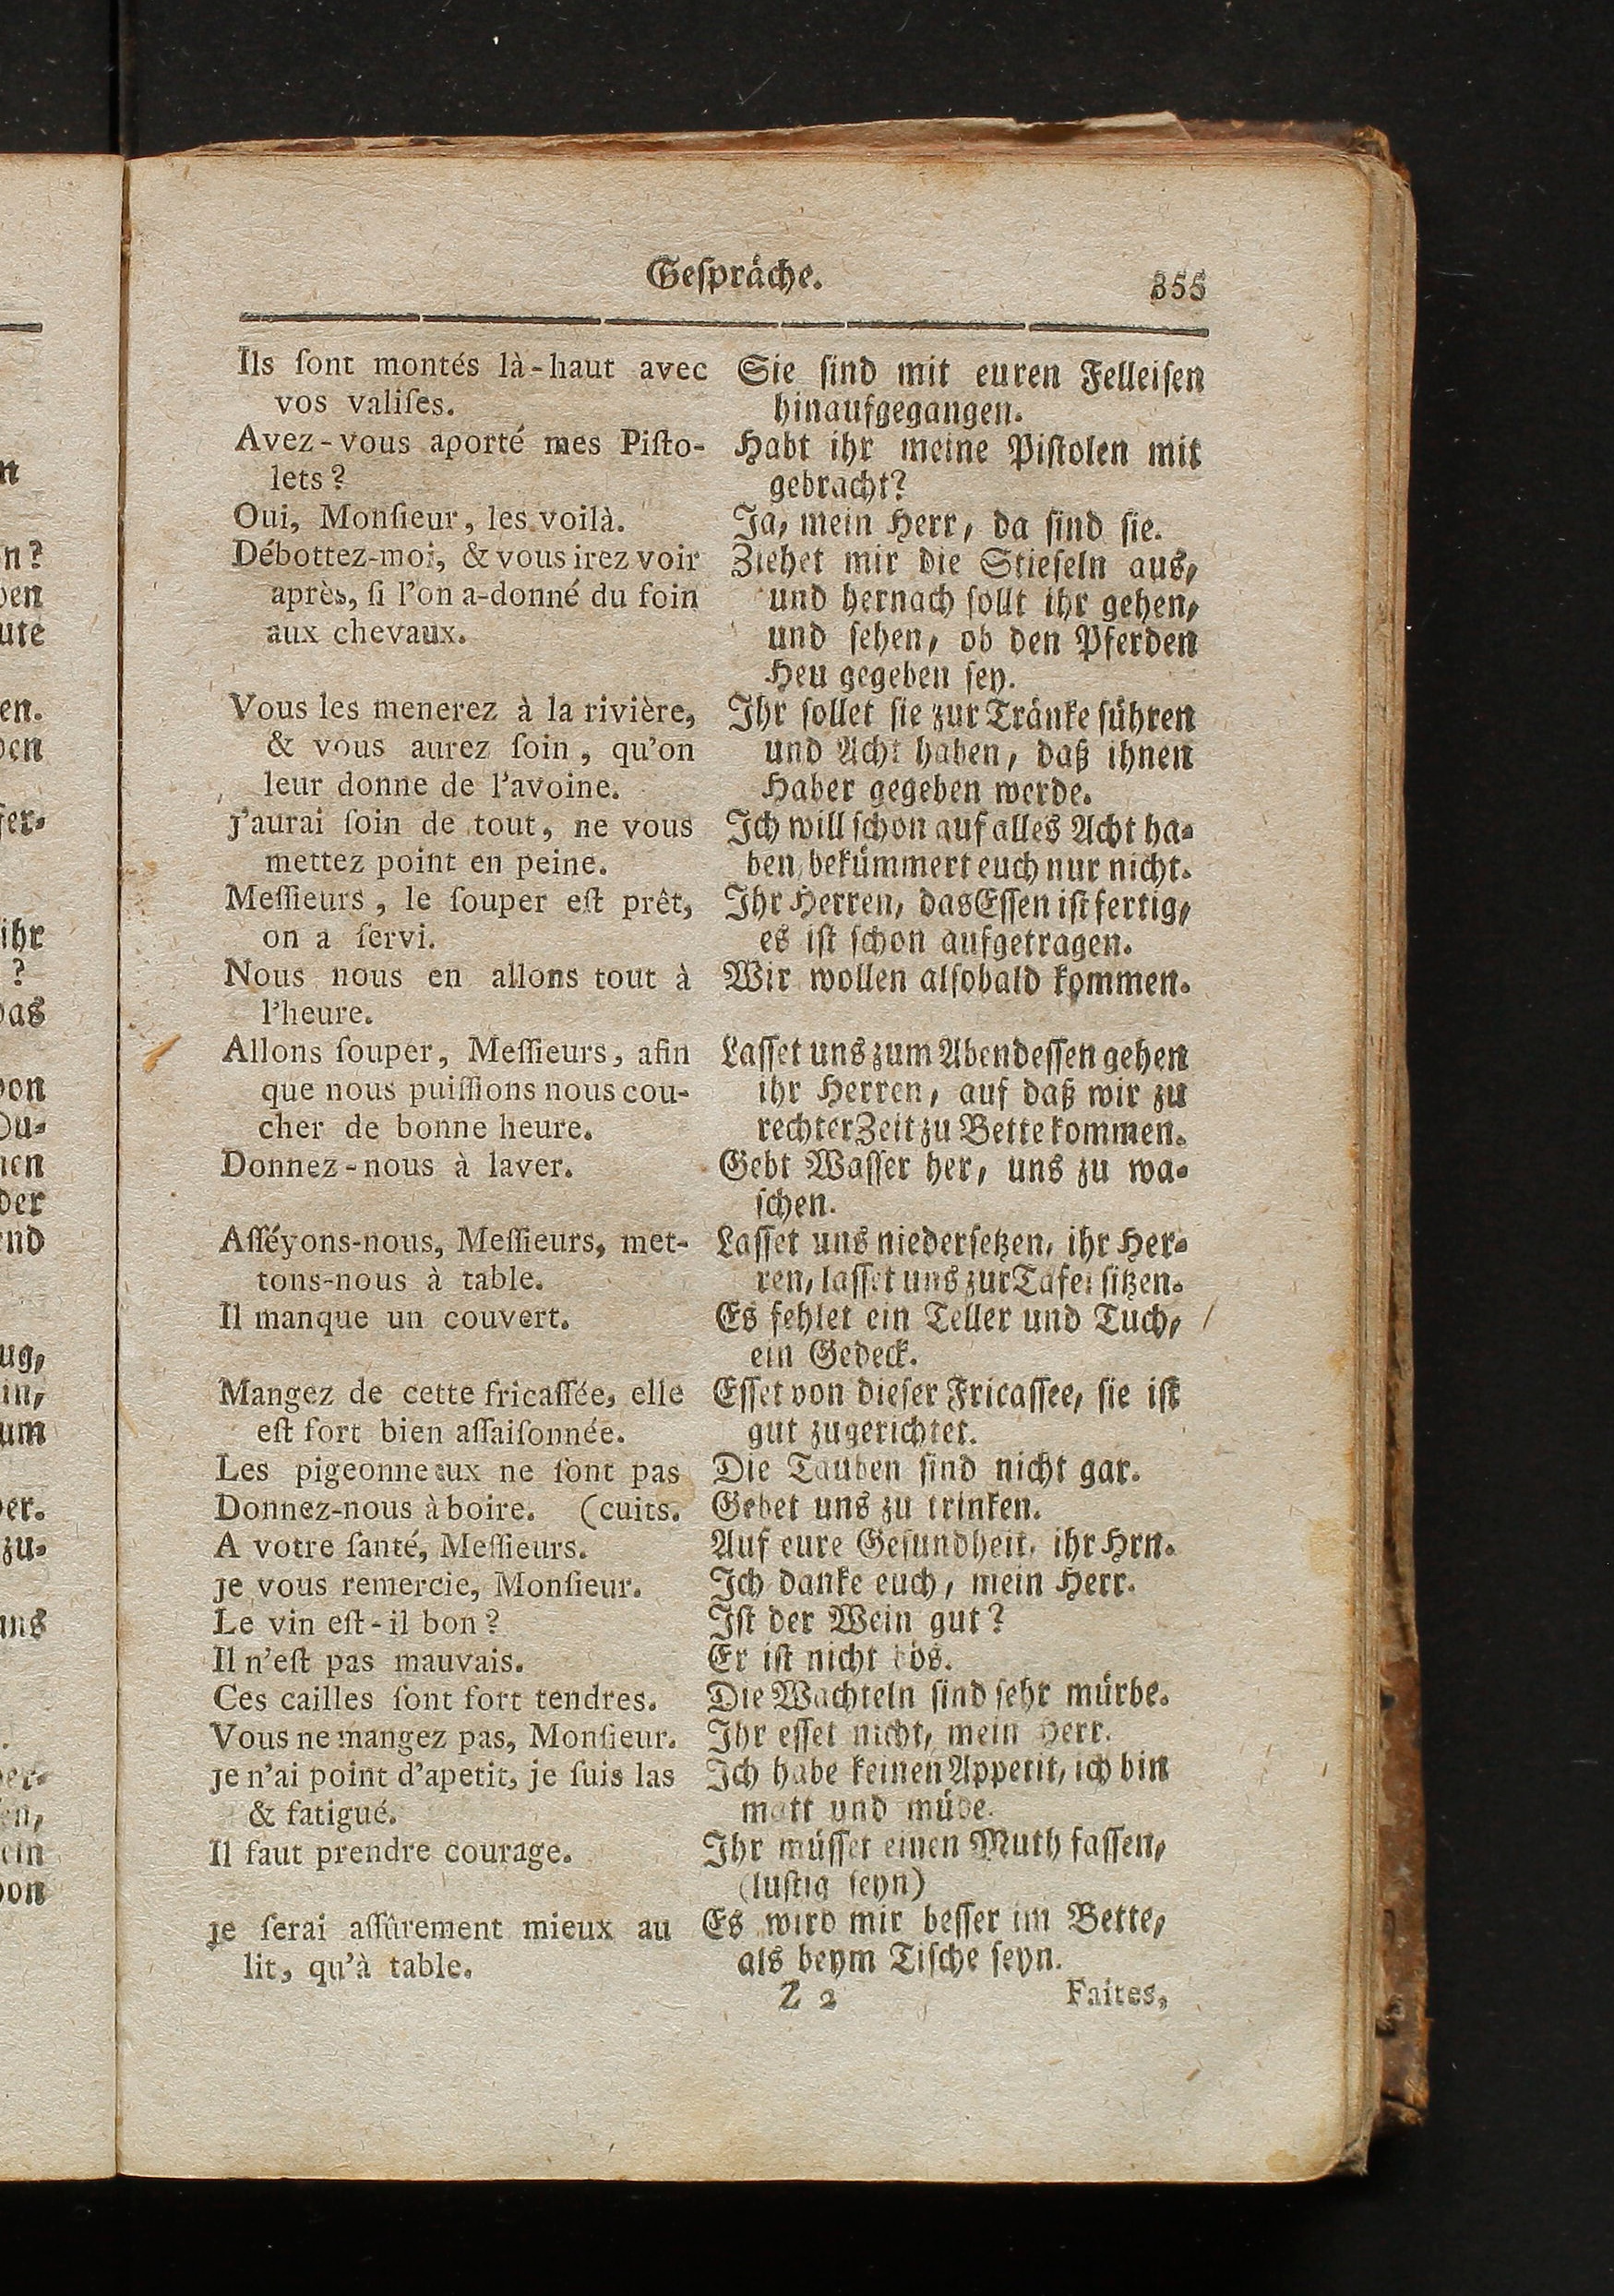 Geſpräche.
355
Ils ſont montés là-haut avec
vos valiſes.
Avez-vous aporté mes Piſto-
lets?
Oui, Monſieur, les voilà.
Débottez-moi, & vous irez voir
après, ſi l'on a-donné du foin
aux chevaux.
Vous les menerez à la rivière,
& vous aurez ſoin, qu'on
leur donne de l'avoine.
j'aurai ſoin de tout, ne vous
mettez point en peine.
Meſſieurs, le ſouper eſt prêt,
on a ſervi.
Nous nous en allons tout à
l'heure.
Allons ſouper, Meſſieurs, afin
que nous puiſſions nous cou-
cher de bonne heure.
Donnez-nous à laver.
Aſſéyons-nous, Meſſieurs, met-
tons-nous à table.
Il manque un couvert.
Mangez de cette fricaſſée, elle
eſt fort bien aſſaiſonnée.
Les pigeonneaux ne ſont pas
Donnez-nous à boire. (cuits.
A votre ſanté, Meſſieurs.
je vous remercie, Monſieur.
Le vin eſt-il bon?
Il n'eſt pas mauvais.
Ces cailles ſont fort tendres.
Vous ne mangez pas, Monſieur.
je n'ai point d'apetit, je ſuis las
& fatigué.
Il faut prendre courage.
je ſerai aſſûrement mieux au
lit, qu'à table.
Sie ſind mit euren Felleiſen
hinaufgegangen.
Habt ihr meine Piſtolen mit
gebracht?
Ja, mein Herr, da ſind ſie.
Ziehet mir die Stiefeln aus,
und hernach ſollt ihr gehen,
und ſehen, ob den Pferden
Heu gegeben ſey.
Ihr ſollet ſie zur Tränke führen
und Acht haben, daß ihnen
Haber gegeben werde.
Ich will ſchon auf alles Acht ha-
ben, bekümmert euch nur nicht.
Ihr Herren, das Eſſen iſt fertig,
es iſt ſchon aufgetragen.
Wir wollen alſobald kommen.
Laſſet uns zum Abendeſſen gehen
ihr Herren, auf daß wir zu
rechter Zeit zu Bette kommen.
Gebt Waſſer her, uns zu wa-
ſchen.
Laſſet uns niederſetzen, ihr Her-
ren, laſſet uns zur Tafel ſitzen.
Es fehlet ein Teller und Tuch,
ein Gedeck.
Eſſet von dieſer Fricaſſee, ſie iſt
gut zugerichtet.
Die Tauben ſind nicht gar.
Gebet uns zu trinken.
Auf eure Geſundheit, ihr Hrn.
Ich danke euch, mein Herr.
Iſt der Wein gut?
Er iſt nicht bös.
Die Wachteln ſind ſehr mürbe.
Ihr eſſet nicht, mein Herr.
Ich habe keinen Appetit, ich bin
matt und müde.
Ihr müſſet einen Muth faſſen,
(luſtig ſeyn)
Es wird mir beſſer im Bette,
als beym Tiſche ſeyn.
Z 2
Faites,